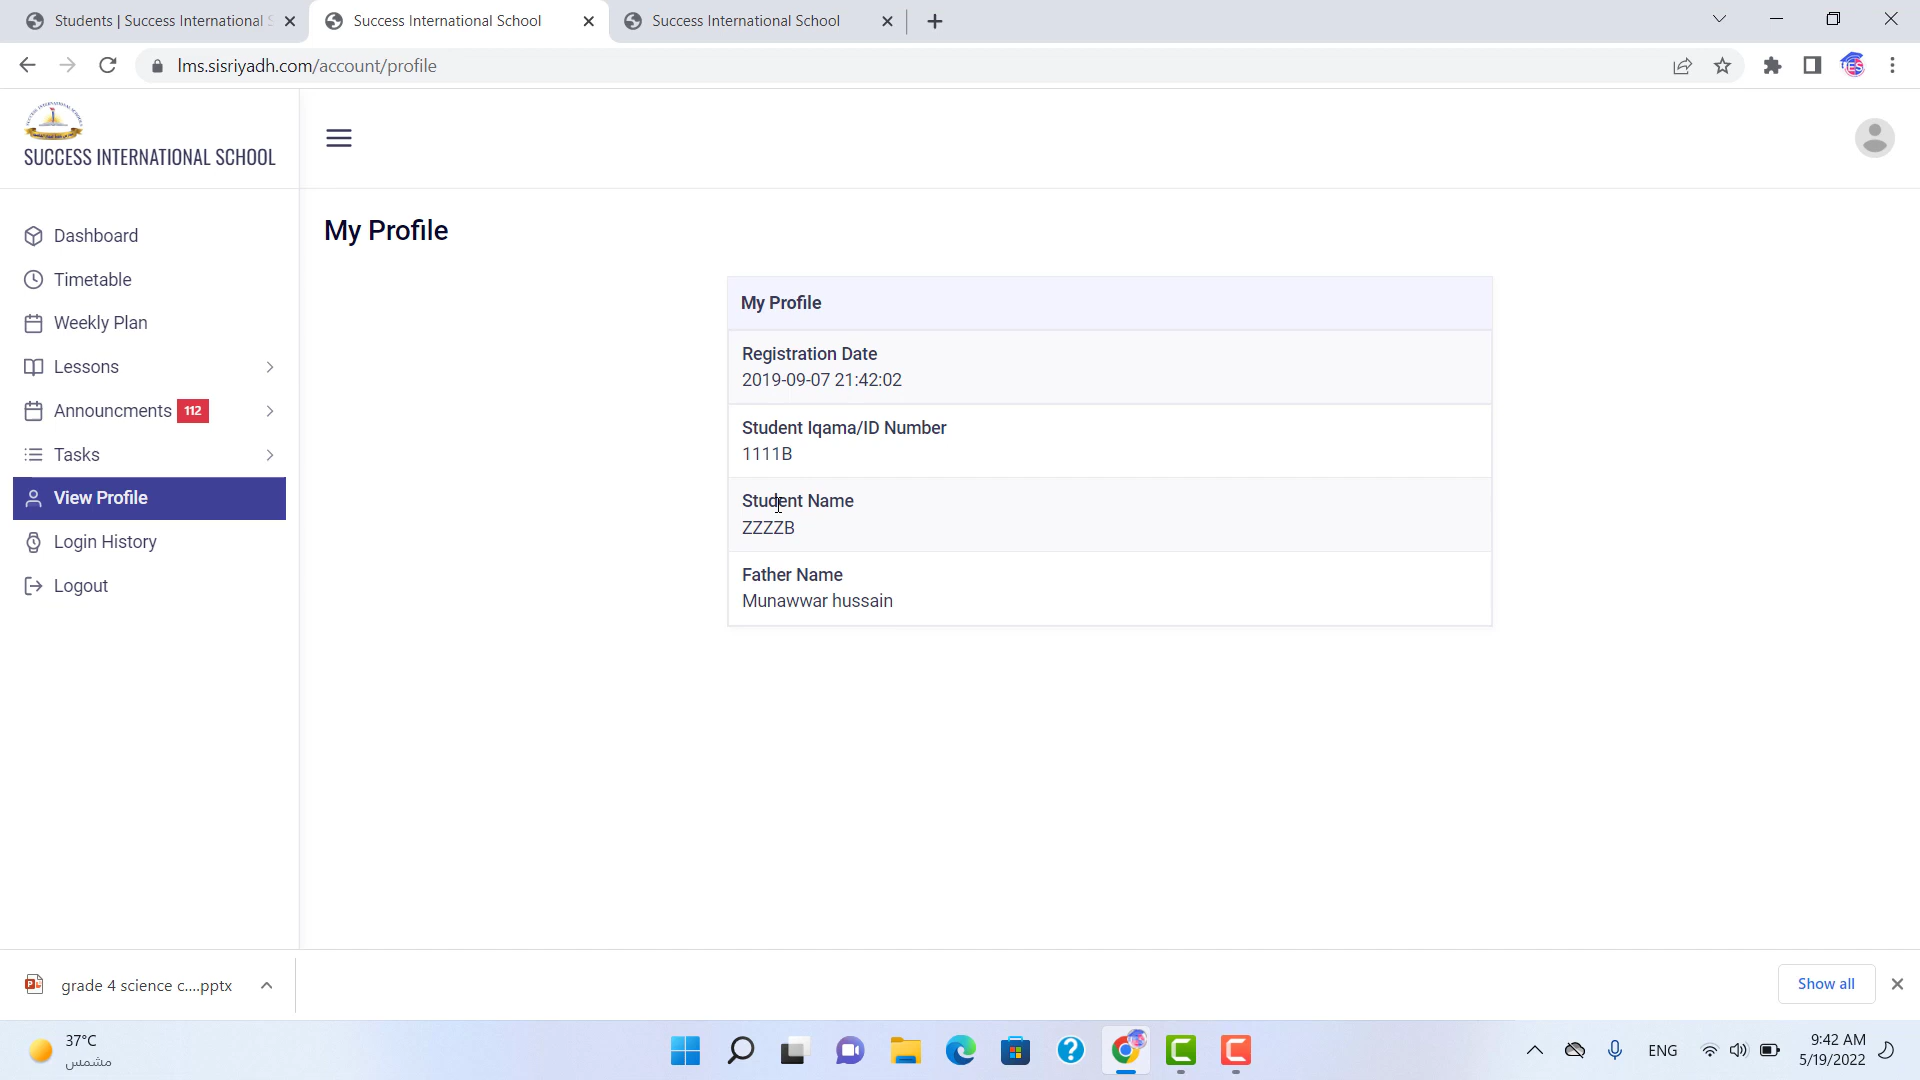 Students | Success International S
Success International School
Success International School
lms.sisriyadh.com/account/profile
SUCCESS INTERNATIONAL SCHOOL
Dashboard
Timetable
Weekly Plan
Lessons
Announcments 112
Tasks
View Profile
Login History
Logout
My Profile
My Profile
Registration Date
2019-09-07 21:42:02
Student Iqama/ID Number
1111B
Student Name
ZZZZB
Father Name
Munawwar hussain
grade 4 science c....pptx
Show all
37°C
مشمس
ENG
9:42 AM
5/19/2022